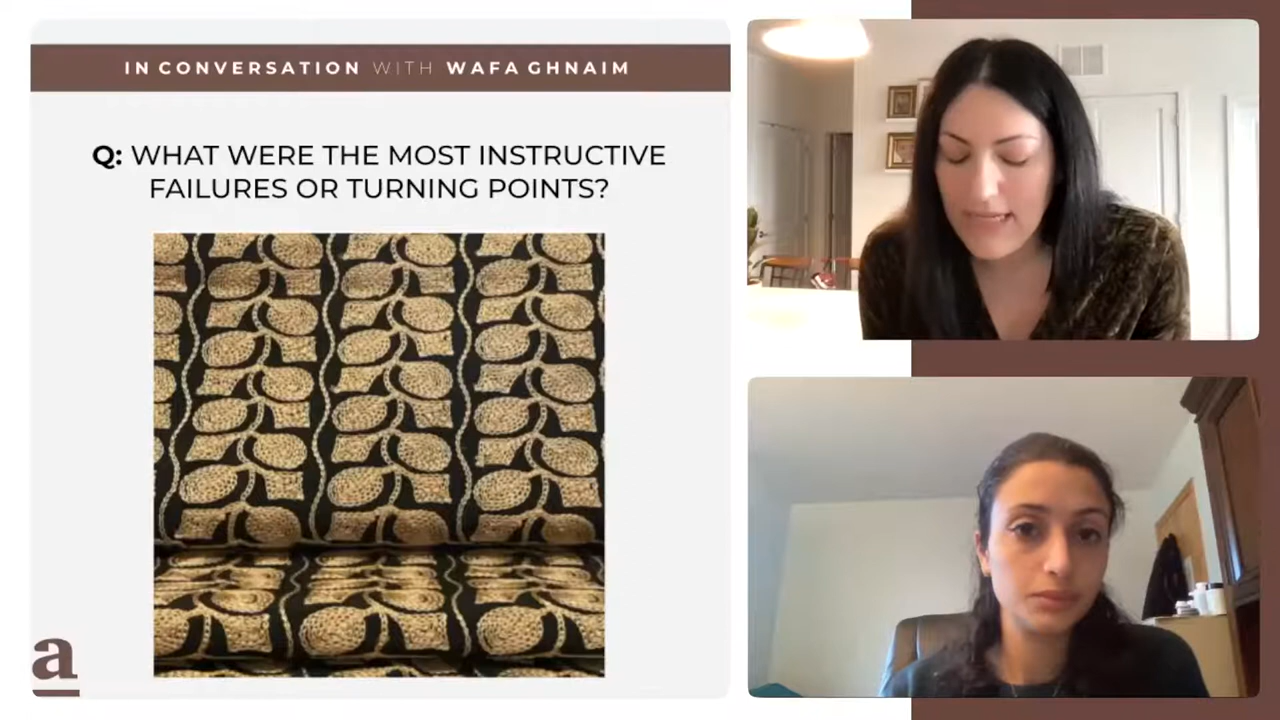 IN CONVERSATION WITH WAFA GHNAIM
Q: WHAT WERE THE MOST INSTRUCTIVE
FAILURES OR TURNING POINTS?
a